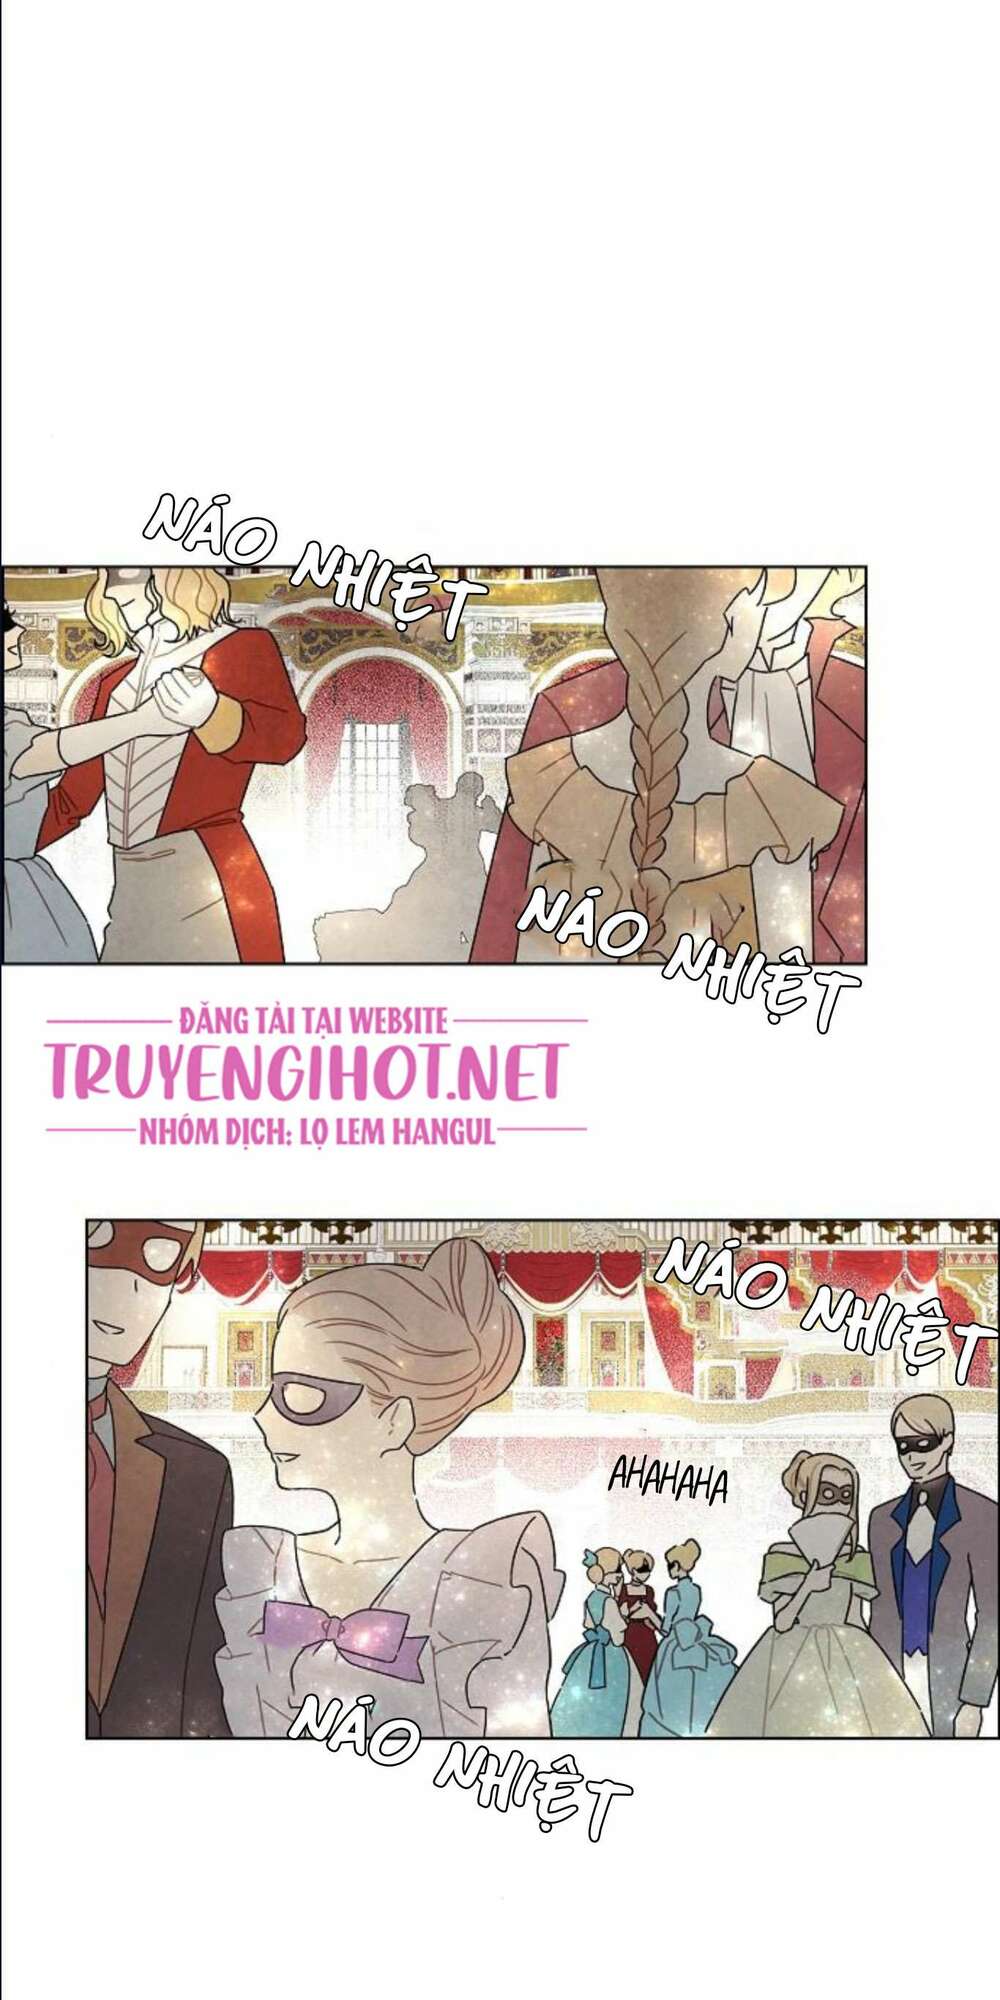 NÁO NHIỆT
NÁO NHIỆT
ĐĂNG TẢI TẠI WEBSITE
TRUYENGIHOT.NET
NHÓM DỊCH: LỌ LEM HANGUL
NÁO NHIỆT
AHAHAHA
NÁO NHIỆT